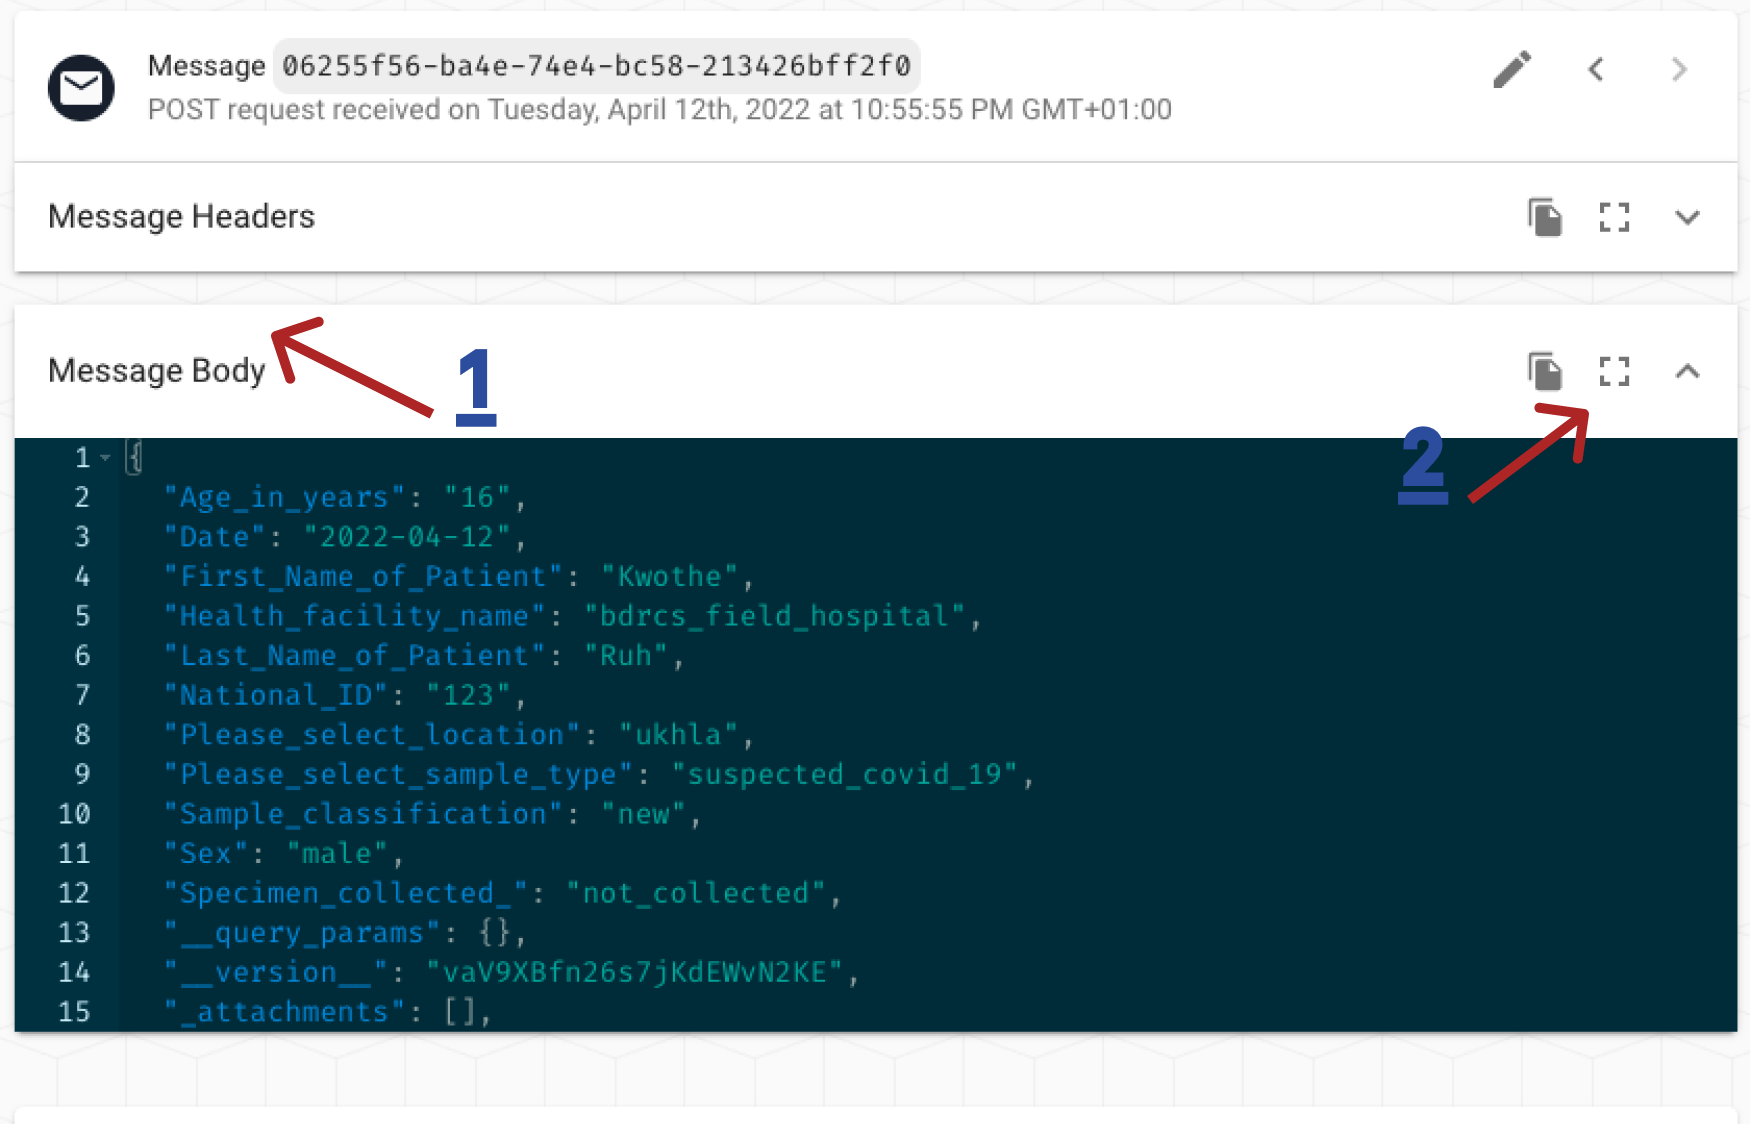 Message 06255f56-ba4e-74e4-bc58-213426bff2f0
POST request received on Tuesday, April 12th, 2022 at 10:55:55 PM GMT+01:00
Message Headers
Message Body
1
2
1 {
2 "Age_in_years": "16",
3 "Date": "2022-04-12",
4 "First_Name_of_Patient": "Kwothe",
5 "Health_facility_name": "bdrcs_field_hospital",
6 "Last_Name_of_Patient": "Ruh",
7 "National_ID": "123",
8 "Please_select_location": "ukhla",
9 "Please_select_sample_type": "suspected_covid_19",
10 "Sample_classification": "new",
11 "Sex": "male",
12 "Specimen_collected_": "not_collected",
13 "__query_params": {},
14 "__version__": "vaV9XBfn26s7jKdEWvN2KE",
15 "_attachments": [],